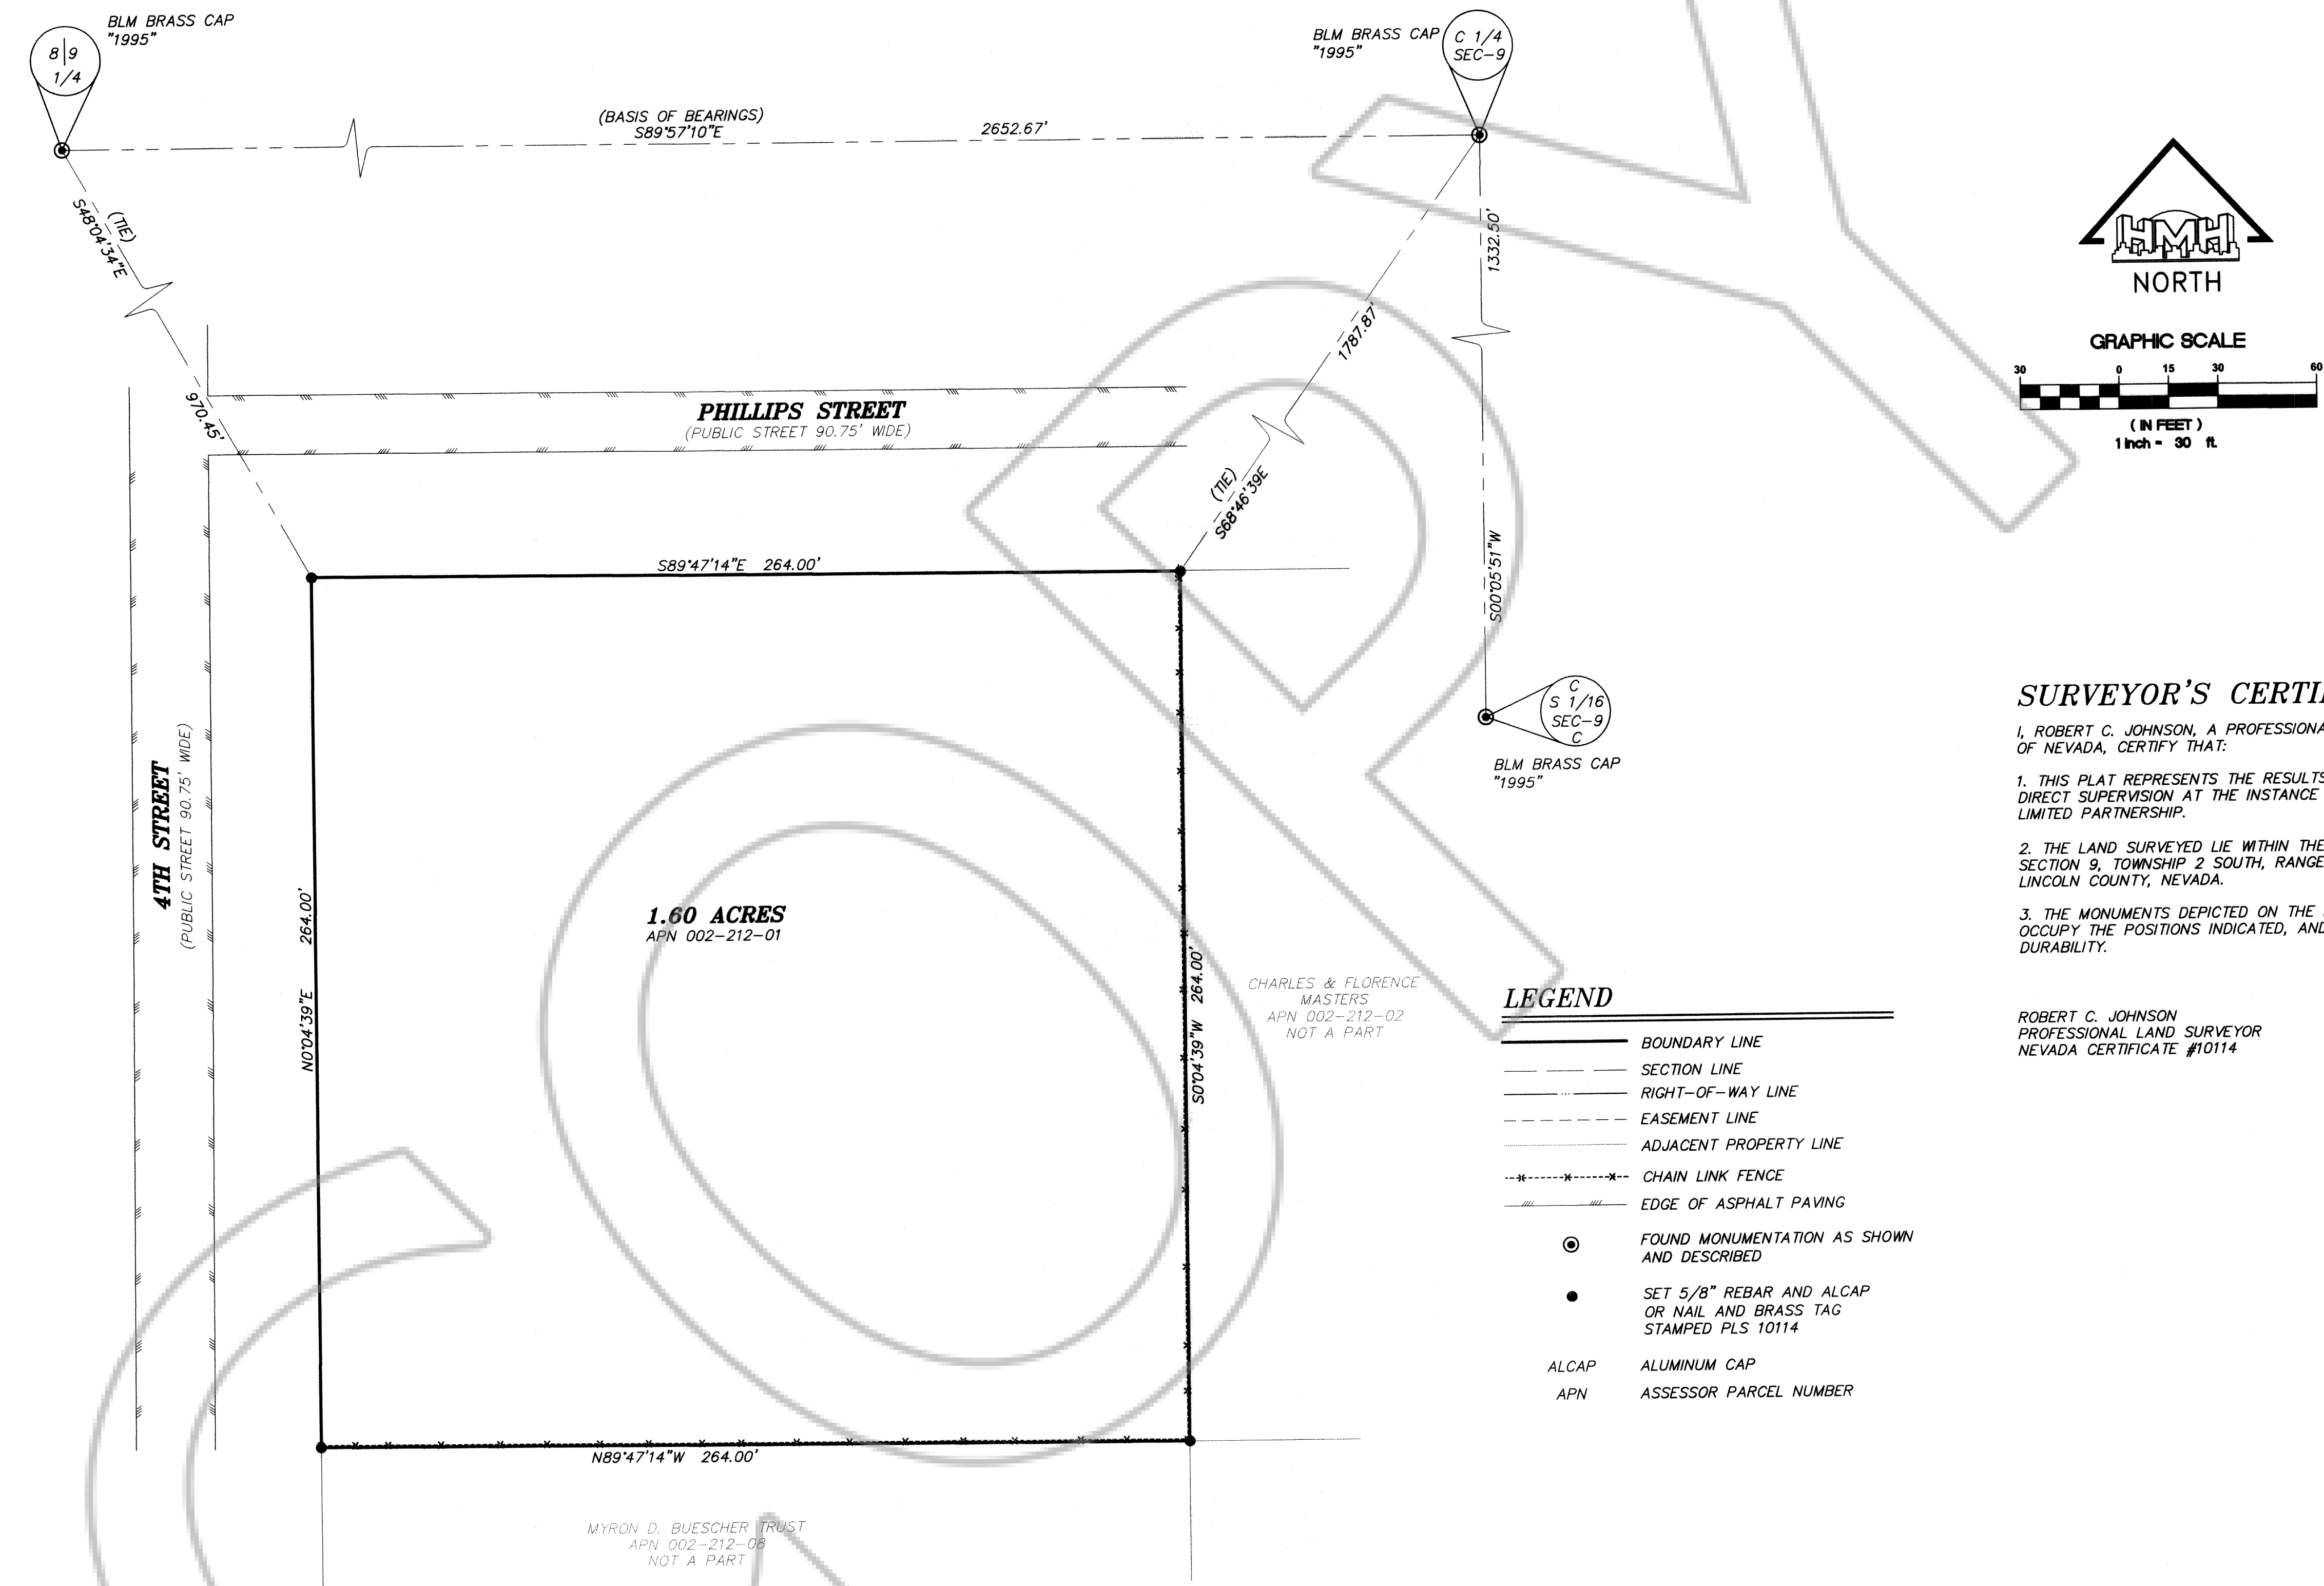 BLM BRASS CAP
"1995"
8|9
1/4
BLM BRASS CAP
"1995"
C 1/4
SEC-9
(BASIS OF BEARINGS)
S89°57'10"E
2652.67'
(TIE)
S48°04'34"E
970.45'
1332.50'
1787.87'
(TIE)
S68°46'39E
S00°05'51"W
HMH
NORTH
GRAPHIC SCALE
30 0 15 30 60
( IN FEET )
1 inch = 30 ft.
PHILLIPS STREET
(PUBLIC STREET 90.75' WIDE)
S89°47'14"E 264.00'
C
S 1/16
SEC-9
C
BLM BRASS CAP
"1995"
4TH STREET
(PUBLIC STREET 90.75' WIDE)
N0°04'39"E 264.00'
1.60 ACRES
APN 002-212-01
S0°04'39"W 264.00'
CHARLES & FLORENCE
MASTERS
APN 002-212-02
NOT A PART
N89°47'14"W 264.00'
MYRON D. BUESCHER TRUST
APN 002-212-08
NOT A PART
LEGEND
BOUNDARY LINE
SECTION LINE
RIGHT-OF-WAY LINE
EASEMENT LINE
ADJACENT PROPERTY LINE
CHAIN LINK FENCE
EDGE OF ASPHALT PAVING
FOUND MONUMENTATION AS SHOWN
AND DESCRIBED
SET 5/8" REBAR AND ALCAP
OR NAIL AND BRASS TAG
STAMPED PLS 10114
ALCAP ALUMINUM CAP
APN ASSESSOR PARCEL NUMBER
SURVEYOR'S CERTI
I, ROBERT C. JOHNSON, A PROFESSIONA
OF NEVADA, CERTIFY THAT:
1. THIS PLAT REPRESENTS THE RESULTS
DIRECT SUPERVISION AT THE INSTANCE
LIMITED PARTNERSHIP.
2. THE LAND SURVEYED LIE WITHIN THE
SECTION 9, TOWNSHIP 2 SOUTH, RANGE
LINCOLN COUNTY, NEVADA.
3. THE MONUMENTS DEPICTED ON THE
OCCUPY THE POSITIONS INDICATED, AND
DURABILITY.
ROBERT C. JOHNSON
PROFESSIONAL LAND SURVEYOR
NEVADA CERTIFICATE #10114